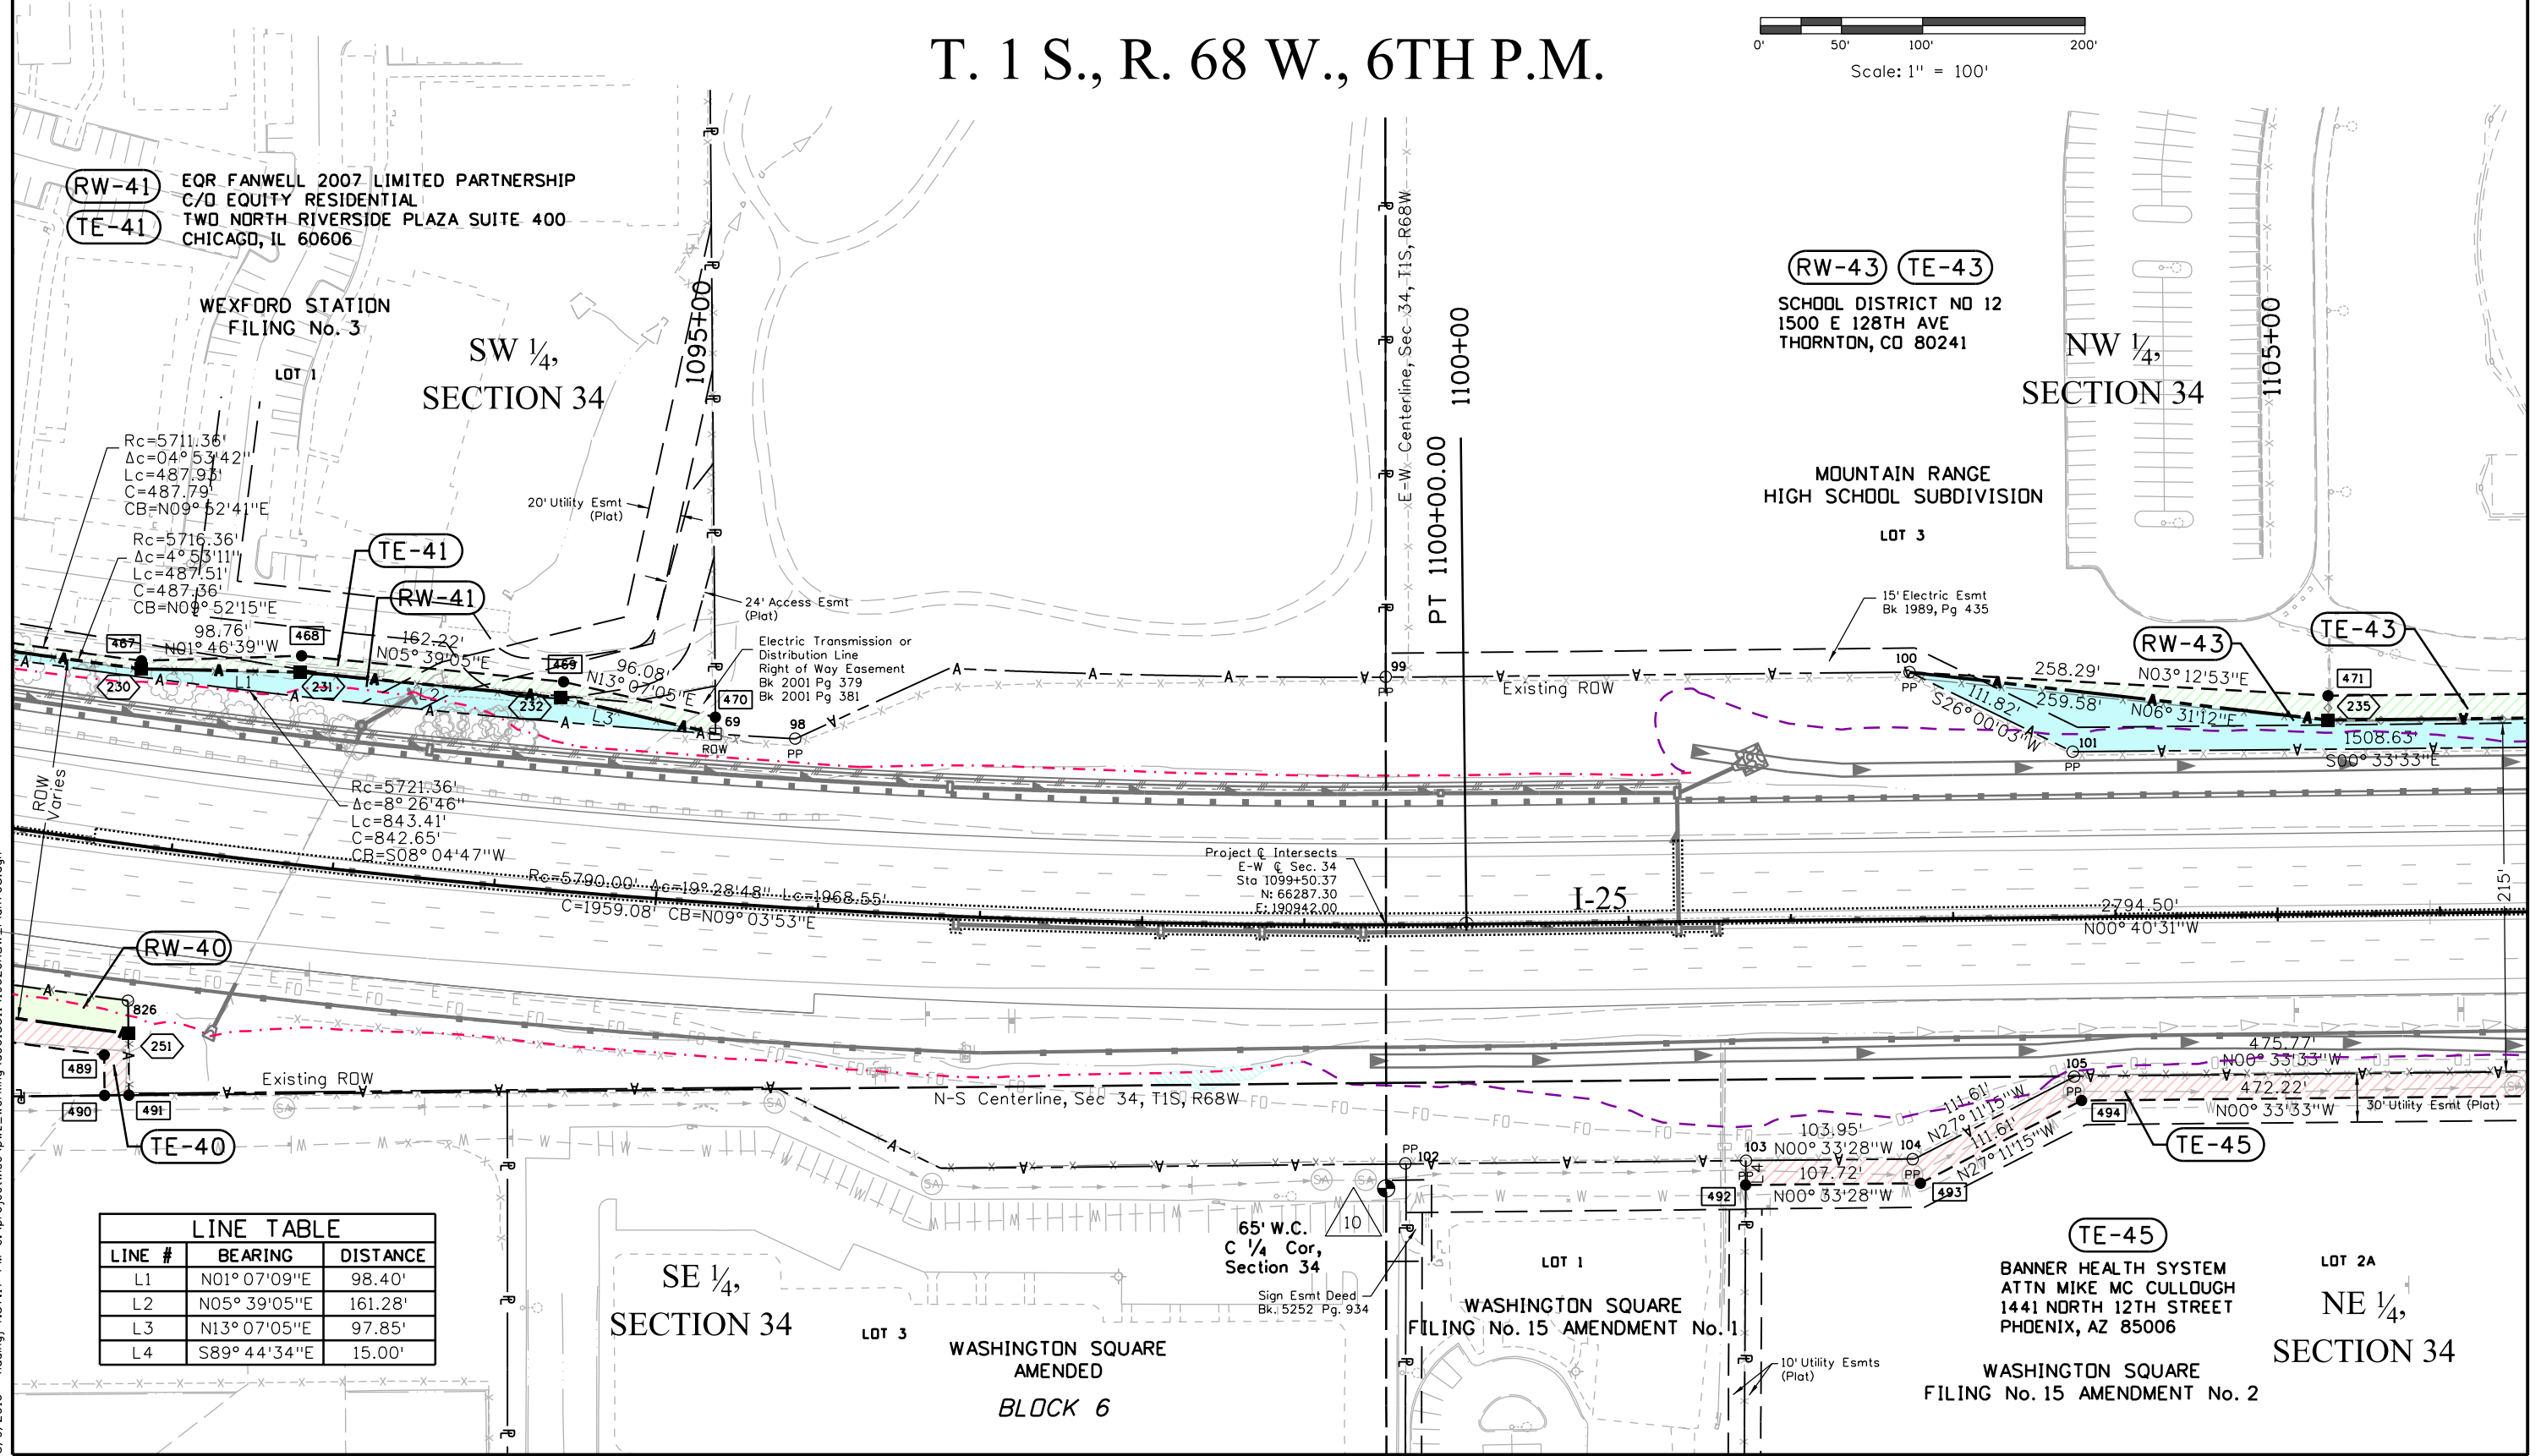 T. 1 S., R. 68 W., 6TH P.M.
0' 50' 100' 200'
Scale: 1" = 100'
RW-41
TE-41
EQR FANWELL 2007 LIMITED PARTNERSHIP
C/O EQUITY RESIDENTIAL
TWO NORTH RIVERSIDE PLAZA SUITE 400
CHICAGO, IL 60606
WEXFORD STATION
FILING No. 3
LOT 1
SW ¼,
SECTION 34
1095+00
E-W Centerline, Sec 34, T1S, R68W
1100+00
PT 1100+00.00
RW-43
TE-43
SCHOOL DISTRICT NO 12
1500 E 128TH AVE
THORNTON, CO 80241
NW ¼,
SECTION 34
1105+00
MOUNTAIN RANGE
HIGH SCHOOL SUBDIVISION
LOT 3
Rc=5711.36'
Δc=04°53'42"
Lc=487.93'
C=487.79'
CB=N09°52'41"E
Rc=5716.36'
Δc=4°53'11"
Lc=487.51'
C=487.36'
CB=N09°52'15"E
20' Utility Esmt
(Plat)
TE-41
RW-41
24' Access Esmt
(Plat)
Electric Transmission or
Distribution Line
Right of Way Easement
Bk 2001 Pg 379
Bk 2001 Pg 381
15' Electric Esmt
Bk 1989, Pg 435
RW-43
TE-43
467
98.76'
N01°46'39"W
468
162.22'
N05°39'05"E
469
96.08'
N13°07'05"E
470
69
ROW
98
PP
230
L1
231
L2
232
L3
99
PP
Existing ROW
100
PP
258.29'
N03°12'53"E
471
111.82'
S26°00'03"W
259.58'
N06°31'12"E
235
101
PP
1508.63'
S00°33'33"E
ROW
Varies
Rc=5721.36'
Δc=8°26'46"
Lc=843.41'
C=842.65'
CB=S08°04'47"W
Rc=5790.00' Δc=19°28'48" Lc=1968.55'
C=1959.08' CB=N09°03'53"E
Project ℄ Intersects
E-W ℄ Sec. 34
Sta 1099+50.37
N: 66287.30
E: 190942.00
I-25
2794.50'
N00°40'31"W
215'
RW-40
826
251
489
490
491
TE-40
Existing ROW
N-S Centerline, Sec 34, T1S, R68W
475.77'
N00°33'33"W
105
PP
472.22'
N00°33'33"W
494
30' Utility Esmt (Plat)
TE-45
111.61'
N27°11'15"W
111.61'
N27°11'15"W
103.95'
N00°33'28"W
103
PP
104
PP
L4
107.72'
N00°33'28"W
492
493
PP
102
10
65' W.C.
C ¼ Cor,
Section 34
Sign Esmt Deed
Bk. 5252 Pg. 934
LINE TABLE
LINE # BEARING DISTANCE
L1 N01°07'09"E 98.40'
L2 N05°39'05"E 161.28'
L3 N13°07'05"E 97.85'
L4 S89°44'34"E 15.00'
SE ¼,
SECTION 34
LOT 3
WASHINGTON SQUARE
AMENDED
BLOCK 6
LOT 1
WASHINGTON SQUARE
FILING No. 15 AMENDMENT No. 1
10' Utility Esmts
(Plat)
TE-45
BANNER HEALTH SYSTEM
ATTN MIKE MC CULLOUGH
1441 NORTH 12TH STREET
PHOENIX, AZ 85006
LOT 2A
NE ¼,
SECTION 34
WASHINGTON SQUARE
FILING No. 15 AMENDMENT No. 2